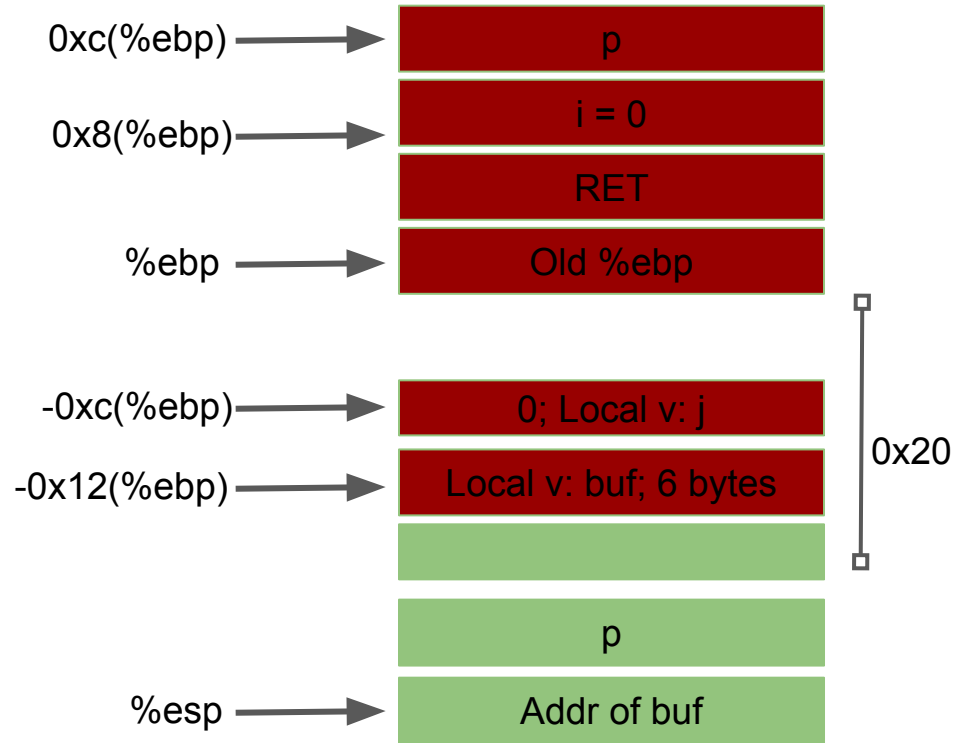 0xc(%ebp)
p
0x8(%ebp)
i = 0
RET
%ebp
Old %ebp
-0xc(%ebp)
0; Local v: j
0x20
-0x12(%ebp)
Local v: buf; 6 bytes
p
%esp
Addr of buf